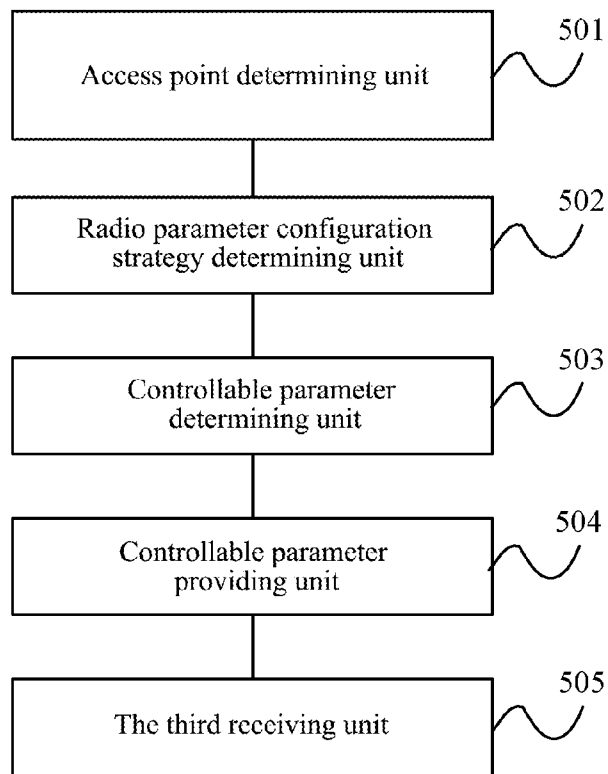 501
Access point determining unit
502
Radio parameter configuration
strategy determining unit
503
Controllable parameter
determining unit
504
Controllable parameter
providing unit
505
The third receiving unit